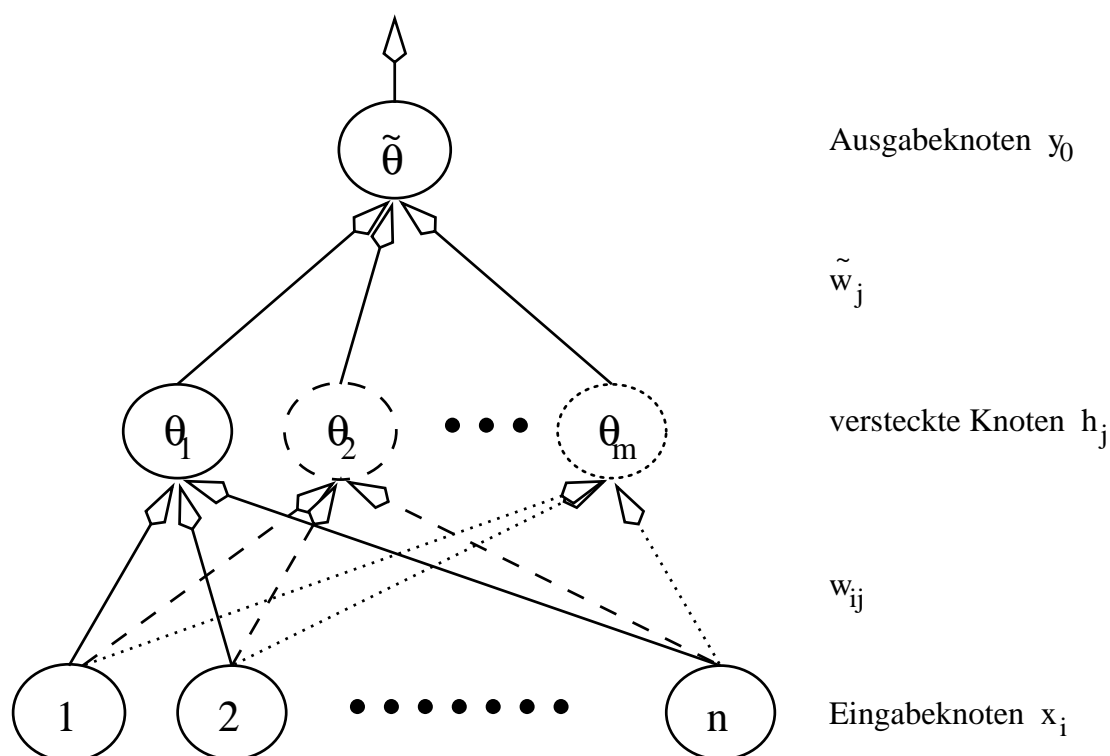 θ̃
Ausgabeknoten y₀
w̃ⱼ
θ₁ θ₂ θₘ
versteckte Knoten hⱼ
wᵢⱼ
1 2 n
Eingabeknoten xᵢ